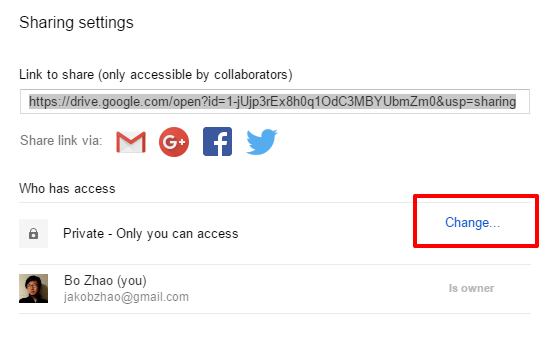 Sharing settings
Link to share (only accessible by collaborators)
https://drive.google.com/open?id=1-jUjp3rEx8h0q1OdC3MBYUbmZm0&usp=sharing
Share link via:
Who has access
Change...
Private - Only you can access
Bo Zhao (you)
jakobzhao@gmail.com
Is owner